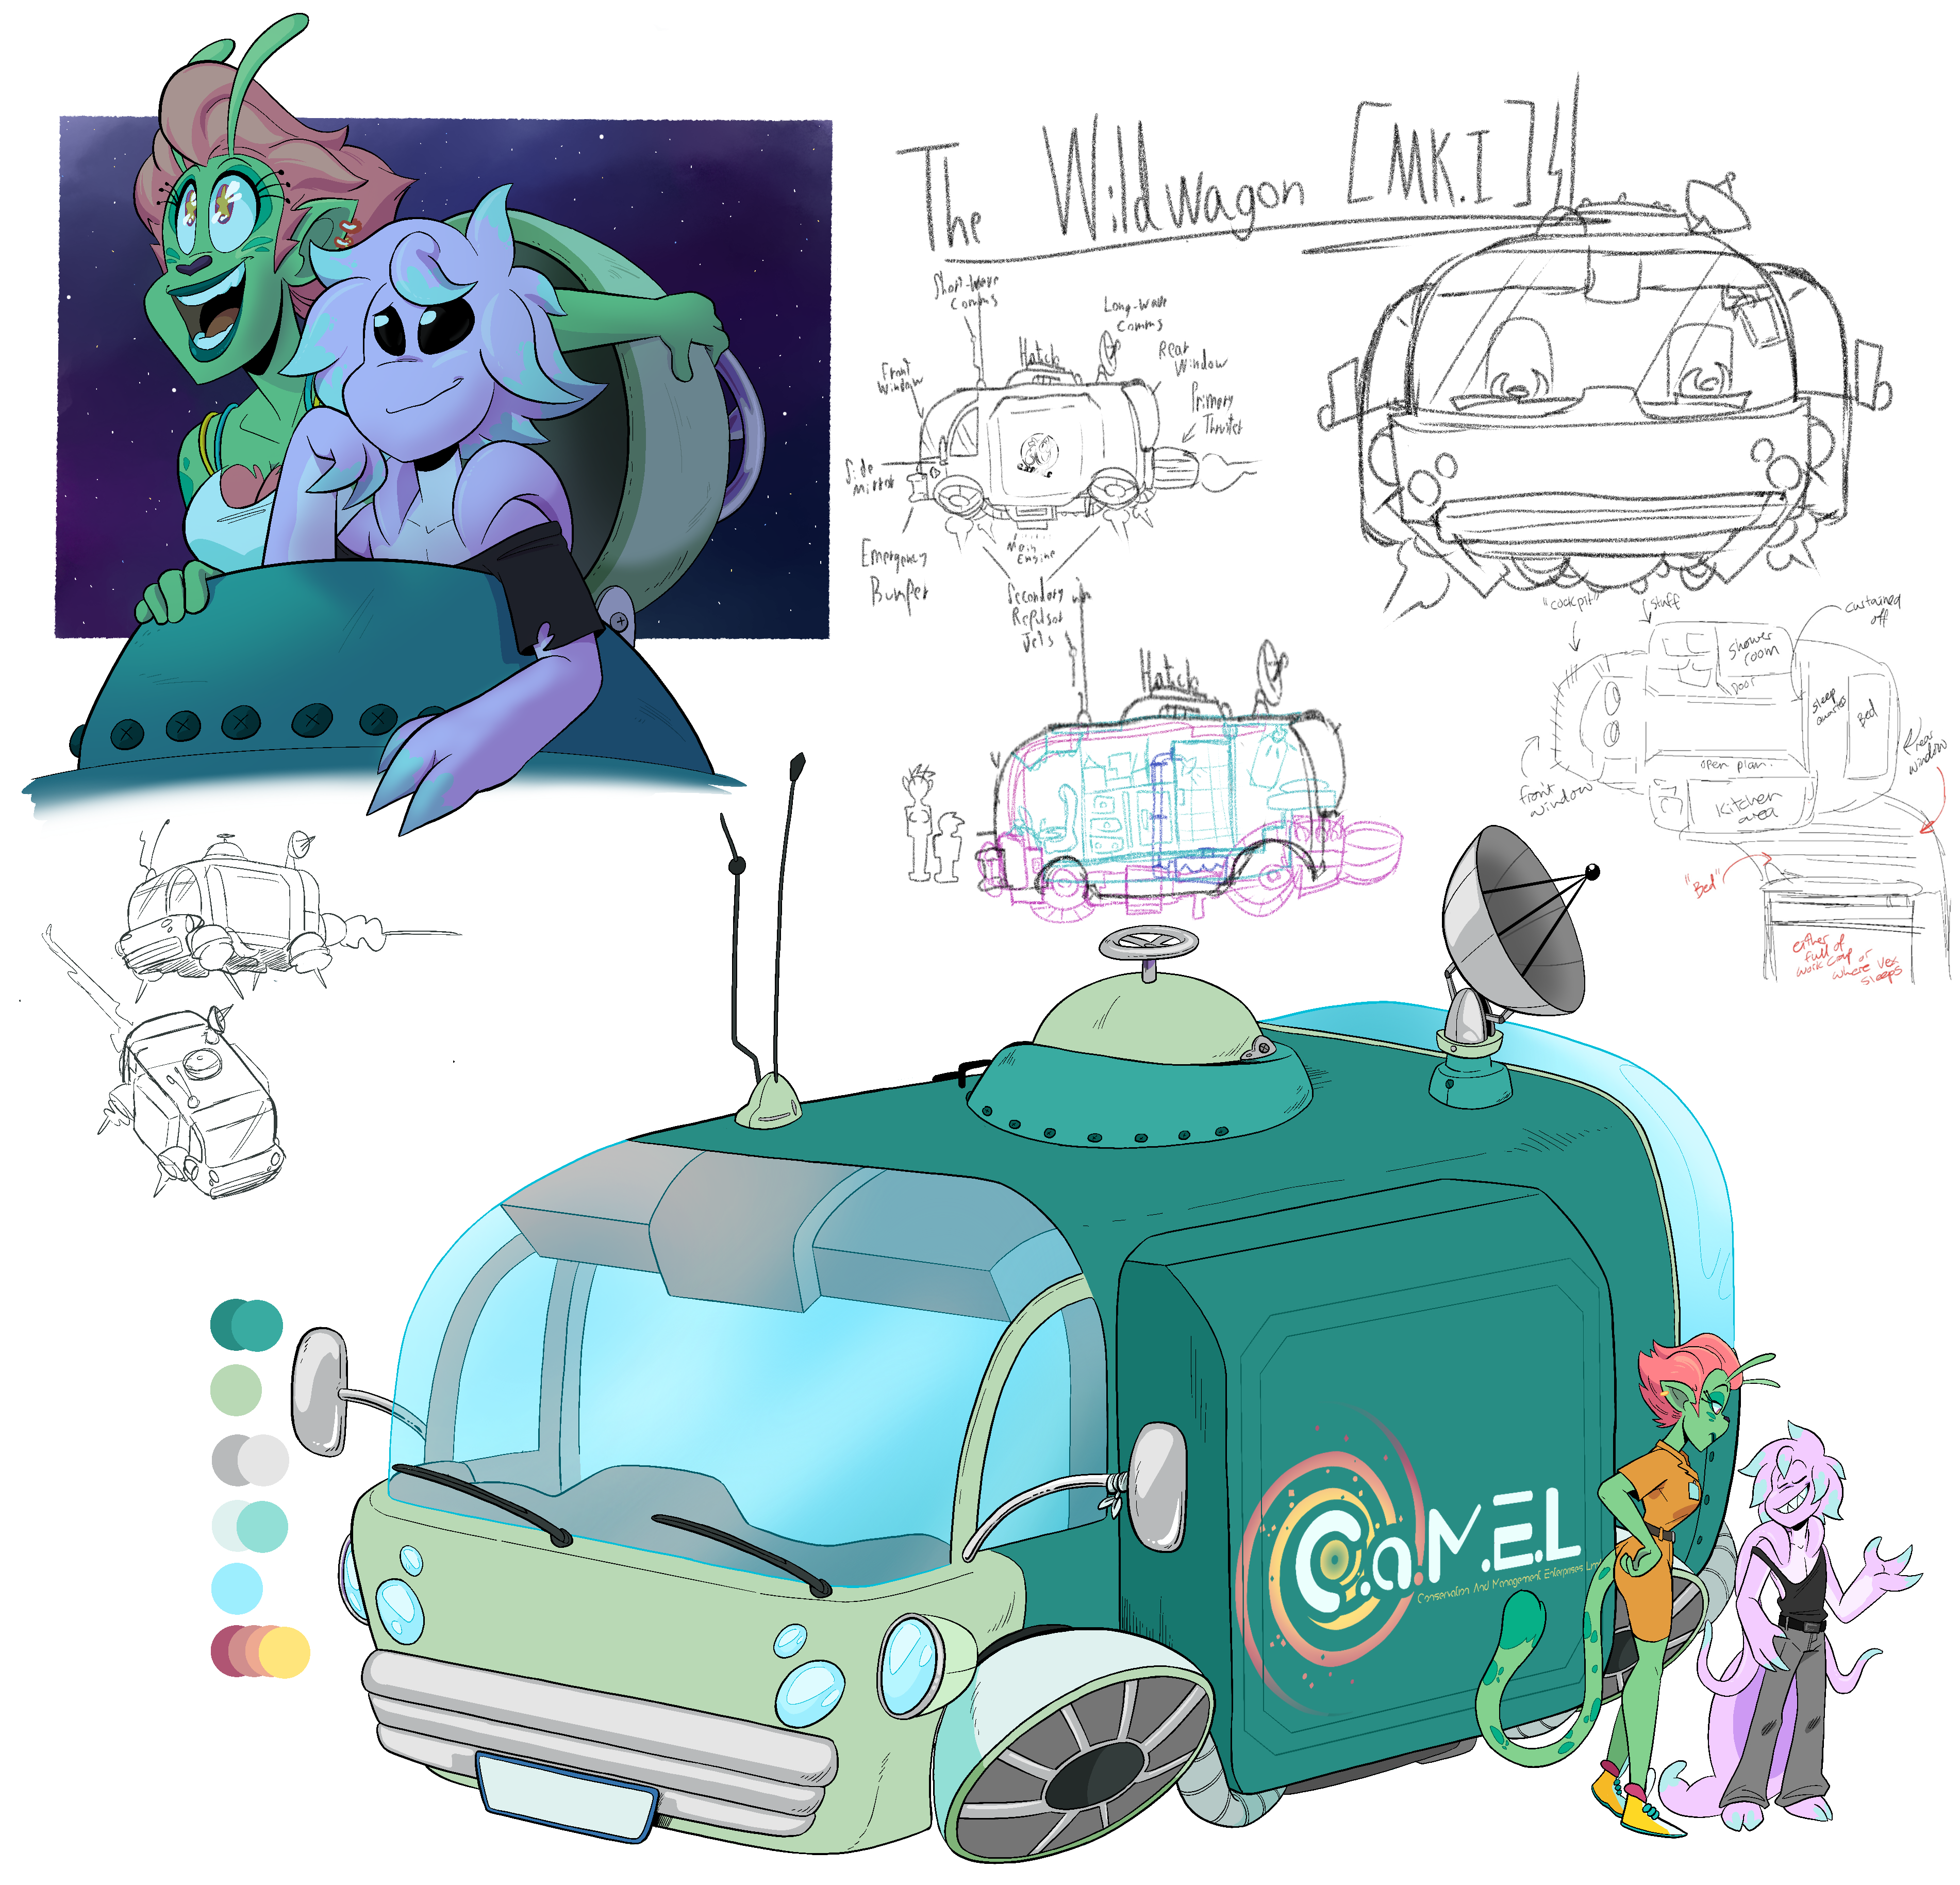 The Wildwagon [MK.I]
Short-Wave
Comms
Long-Wave
Comms
Hatch
Rear
Window
Front
Window
Primary
Thruster
Side
Mirror
Emergency
Bumper
Main
Engine
Secondary
Repulsor
Jets
Hatch
"cockpit"
stuff
curtained
off
shower
room
Door
sleep
quarters
Bed
rear
window
open plan.
front
window
Kitchen
area
"Bed"
either
full of
work crap or
where Vex
sleeps
C.a.M.E.L
Conservation And Management Enterprises